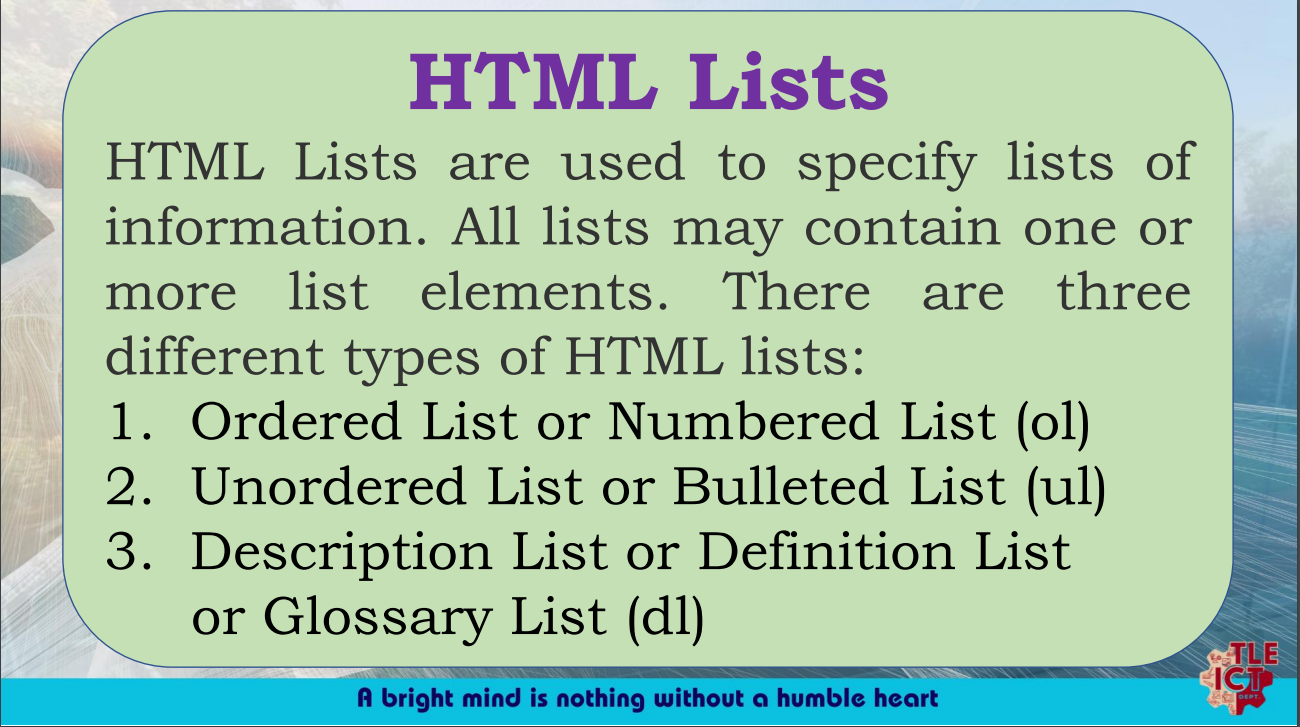 HTML Lists
HTML Lists are used to specify lists of
information. All lists may contain one or
more list elements. There are three
different types of HTML lists:
1. Ordered List or Numbered List (ol)
2. Unordered List or Bulleted List (ul)
3. Description List or Definition List
or Glossary List (dl)
A bright mind is nothing without a humble heart
TLE
ICT
DEPT.